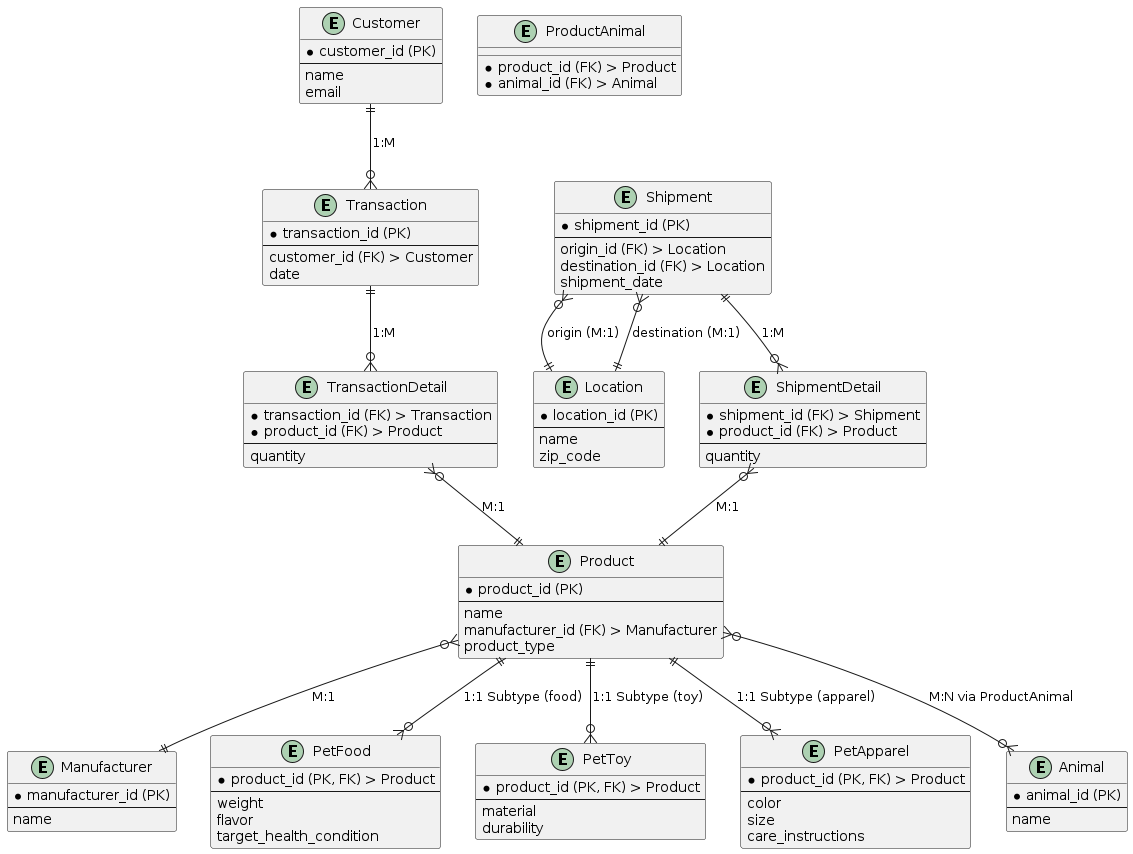 E Customer
* customer_id (PK)
name
email
E ProductAnimal
* product_id (FK) > Product
* animal_id (FK) > Animal
1:M
E Transaction
* transaction_id (PK)
customer_id (FK) > Customer
date
E Shipment
* shipment_id (PK)
origin_id (FK) > Location
destination_id (FK) > Location
shipment_date
1:M
origin (M:1)
destination (M:1)
1:M
E TransactionDetail
* transaction_id (FK) > Transaction
* product_id (FK) > Product
quantity
E Location
* location_id (PK)
name
zip_code
E ShipmentDetail
* shipment_id (FK) > Shipment
* product_id (FK) > Product
quantity
M:1
M:1
E Product
* product_id (PK)
name
manufacturer_id (FK) > Manufacturer
product_type
M:1
1:1 Subtype (food)
1:1 Subtype (toy)
1:1 Subtype (apparel)
M:N via ProductAnimal
E Manufacturer
* manufacturer_id (PK)
name
E PetFood
* product_id (PK, FK) > Product
weight
flavor
target_health_condition
E PetToy
* product_id (PK, FK) > Product
material
durability
E PetApparel
* product_id (PK, FK) > Product
color
size
care_instructions
E Animal
* animal_id (PK)
name